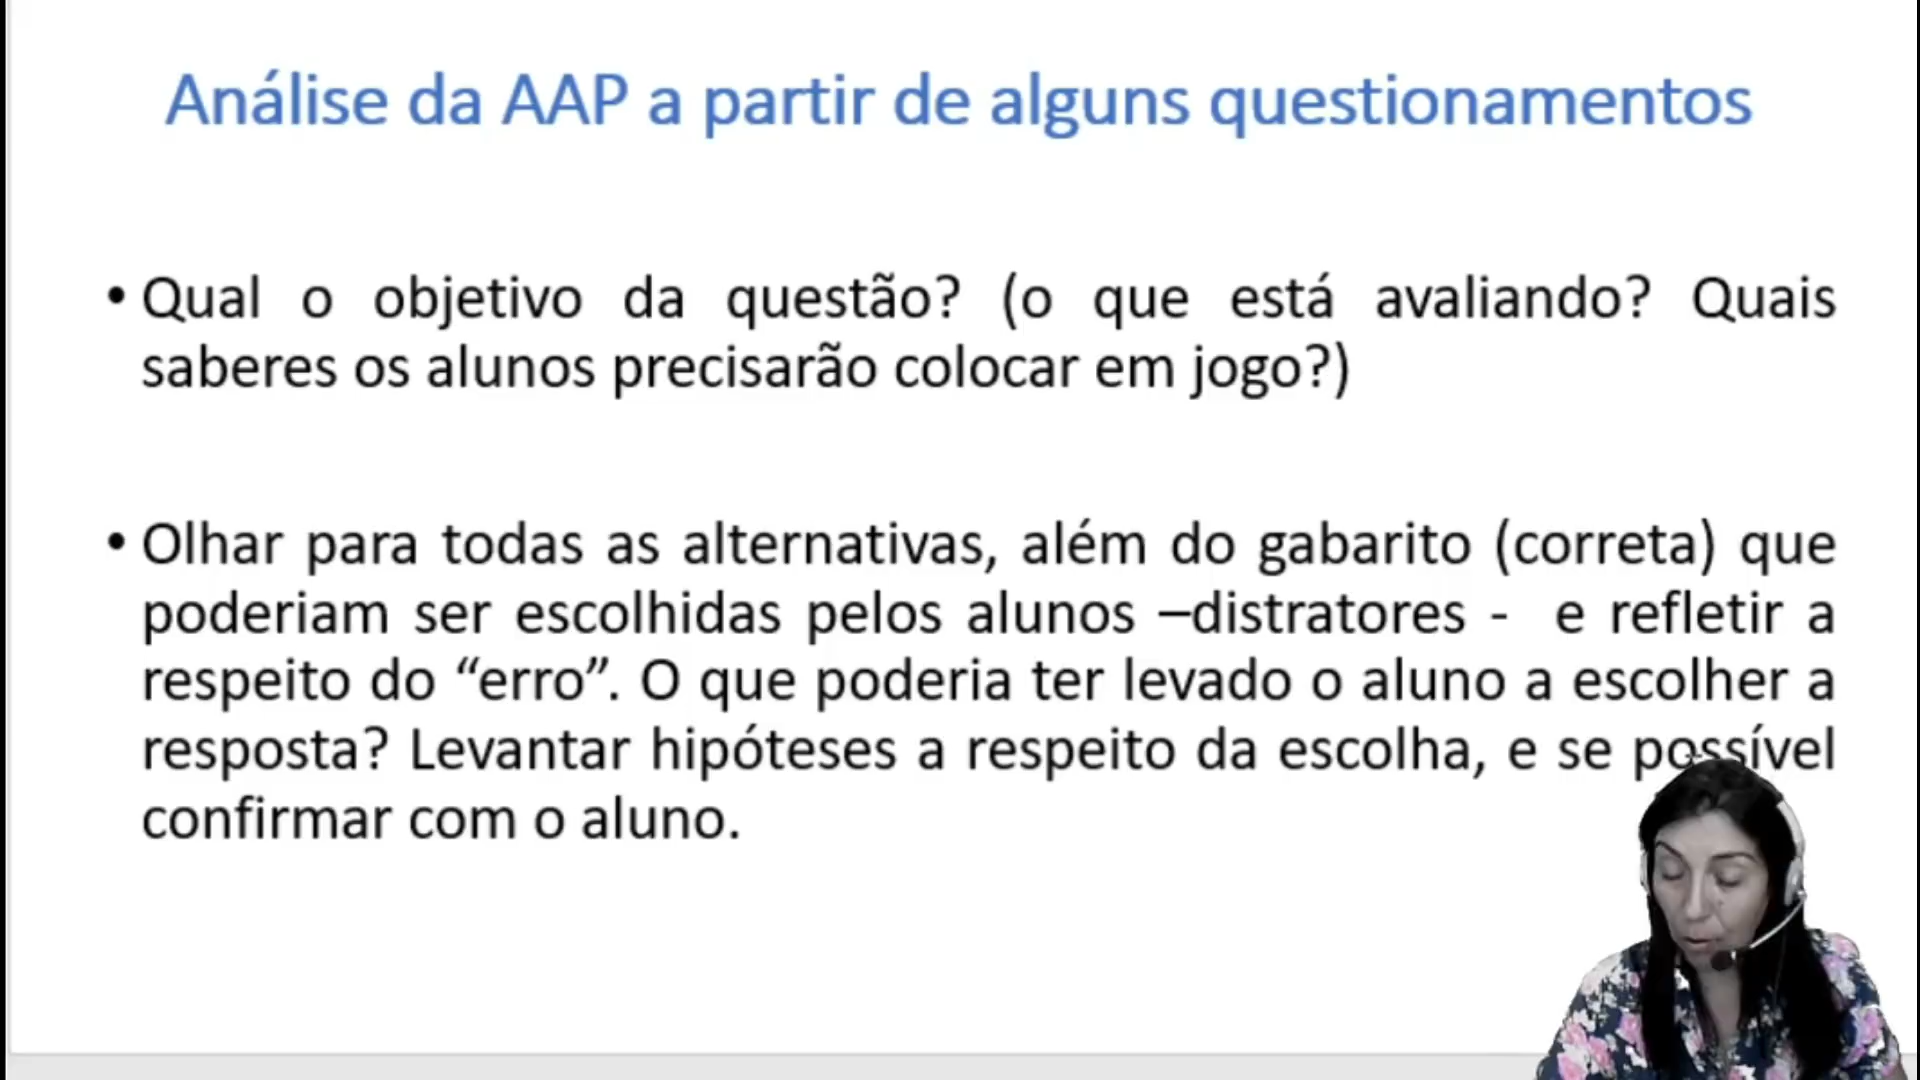 Análise da AAP a partir de alguns questionamentos
• Qual o objetivo da questão? (o que está avaliando? Quais
saberes os alunos precisarão colocar em jogo?)
• Olhar para todas as alternativas, além do gabarito (correta) que
poderiam ser escolhidas pelos alunos –distratores - e refletir a
respeito do “erro”. O que poderia ter levado o aluno a escolher a
resposta? Levantar hipóteses a respeito da escolha, e se possível
confirmar com o aluno.